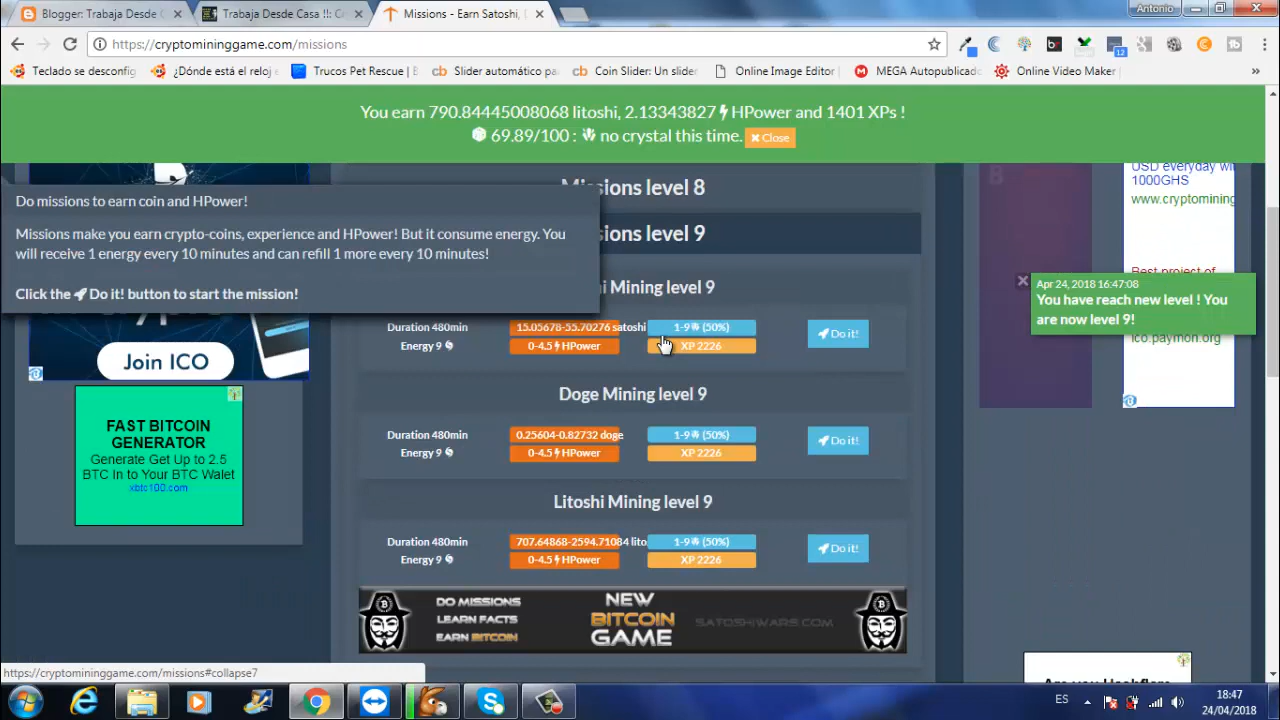 Blogger: Trabaja Desde C
Trabaja Desde Casa !!: C
Missions - Earn Satoshi,
Antonio
https://cryptomininggame.com/missions
12
Teclado se desconfig
¿Dónde está el reloj
Trucos Pet Rescue |
Slider automático pa
Coin Slider: Un slider
Online Image Editor
MEGA Autopublicad
Online Video Maker
»
You earn 790.84445008068 litoshi, 2.13343827 HPower and 1401 XPs !
69.89/100 : no crystal this time. Close
Missions level 8
Do missions to earn coin and HPower!
Missions make you earn crypto-coins, experience and HPower! But it consume energy. You
will receive 1 energy every 10 minutes and can refill 1 more every 10 minutes!
Click the Do it! button to start the mission!
ions level 9
i Mining level 9
Duration 480min
Energy 9
15.05678-55.70276 satoshi
0-4.5 HPower
1-9 (50%)
XP 2226
Do it!
Doge Mining level 9
Duration 480min
Energy 9
0.25604-0.82732 doge
0-4.5 HPower
1-9 (50%)
XP 2226
Do it!
Litoshi Mining level 9
Duration 480min
Energy 9
707.64868-2594.71084 lito
0-4.5 HPower
1-9 (50%)
XP 2226
Do it!
Join ICO
FAST BITCOIN
GENERATOR
Generate Get Up to 2.5
BTC In to Your BTC Walet
xbtc100.com
USD everyday wi
1000GHS
www.cryptomining
Best project of
Apr 24, 2018 16:47:08
You have reach new level ! You
are now level 9!
ico.paymon.org
DO MISSIONS
LEARN FACTS
EARN BITCOIN
NEW
BITCOIN
GAME
SATOSHIWARS.COM
https://cryptomininggame.com/missions#collapse7
ES
18:47
24/04/2018